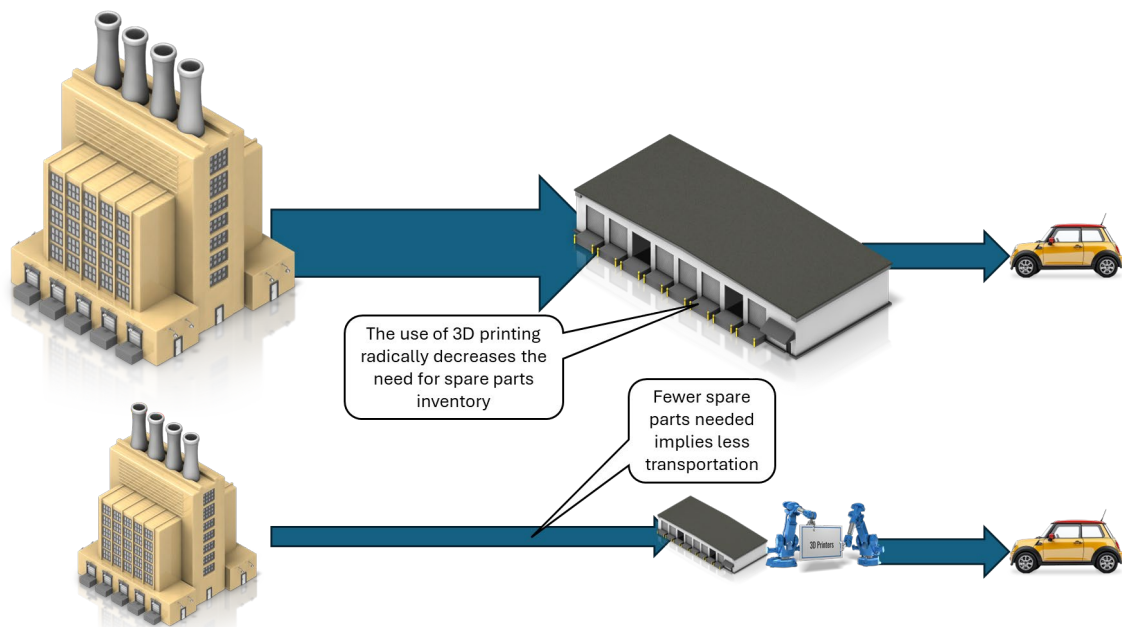 The use of 3D printing
radically decreases the
need for spare parts
inventory
Fewer spare
parts needed
implies less
transportation
3D Printers